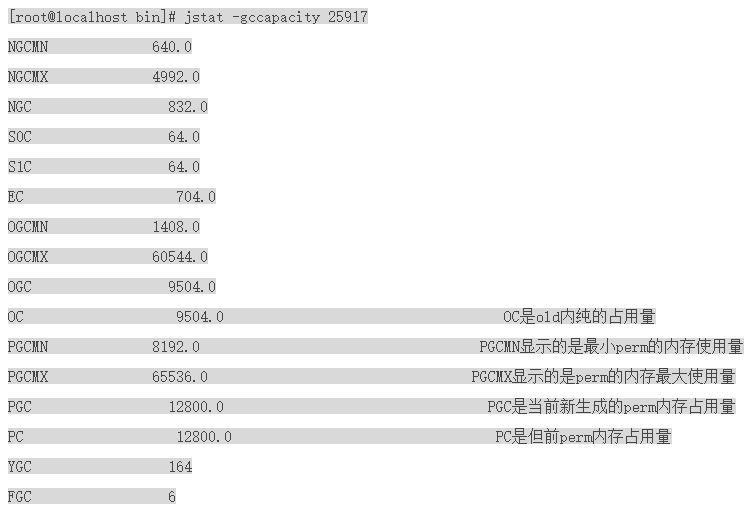 [root@localhost bin]# jstat -gccapacity 25917
NGCMN 640.0
NGCMX 4992.0
NGC 832.0
S0C 64.0
S1C 64.0
EC 704.0
OGCMN 1408.0
OGCMX 60544.0
OGC 9504.0
OC 9504.0 OC是old内纯的占用量
PGCMN 8192.0 PGCMN显示的是最小perm的内存使用量
PGCMX 65536.0 PGCMX显示的是perm的内存最大使用量
PGC 12800.0 PGC是当前新生成的perm内存占用量
PC 12800.0 PC是但前perm内存占用量
YGC 164
FGC 6